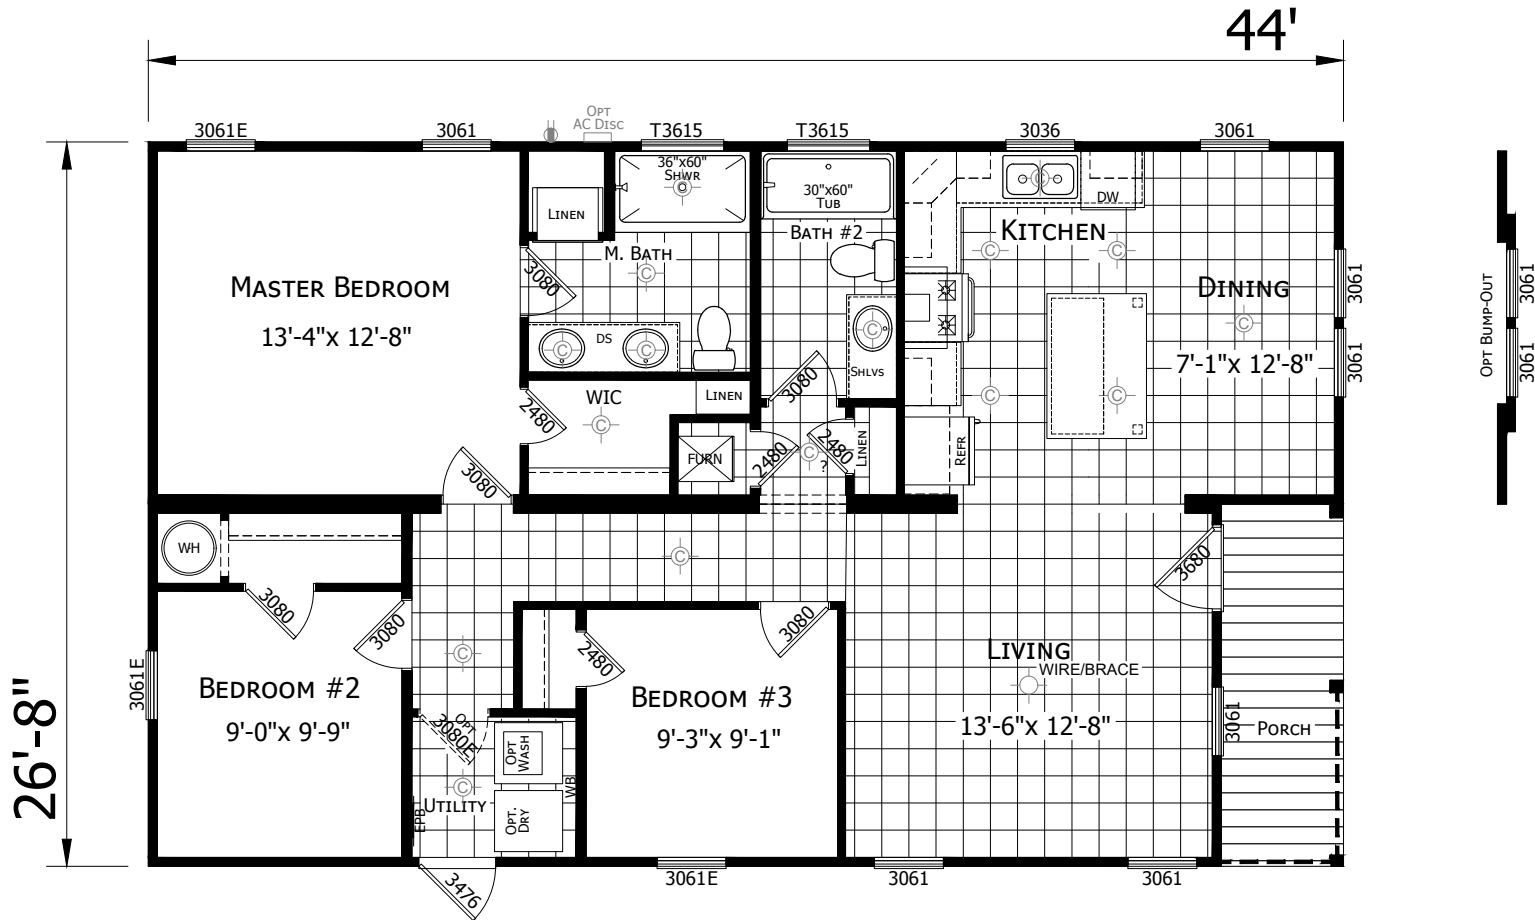 44'
OPT
AC DISC
3061E
3061
T3615
T3615
3036
3061
36"X60"
SHWR
LINEN
30"X60"
TUB
C
DW
M. BATH
BATH #2
KITCHEN
C
C
C
3080
MASTER BEDROOM
13'-4"X 12'-8"
DINING
3061
3061
OPT BUMP-OUT
3061
3061
C
C
C
C
DS
7'-1"X 12'-8"
SHLVS
3080
WIC
LINEN
C
C
C
2480
FURN
2480
C
2480
?
LINEN
REFR
3080
WH
C
3680
3080
3080
3080
2480
C
LIVING
WIRE/BRACE
13'-6"X 12'-8"
3061E
BEDROOM #2
9'-0"X 9'-9"
BEDROOM #3
9'-3"X 9'-1"
OPT
3080E
OPT
WASH
3061
PORCH
26'-8"
C
WB
UTILITY
EPB
OPT.
DRY
3476
3061E
3061
3061